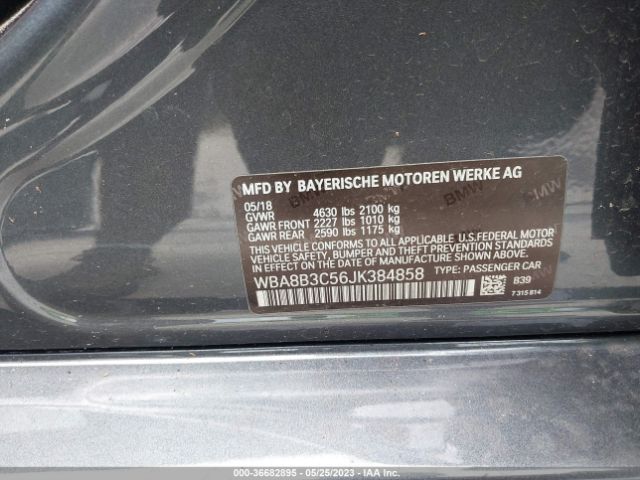 MFD BY BAYERISCHE MOTOREN WERKE AG
05/18
GVWR 4630 lbs 2100 kg
GAWR FRONT 2227 lbs 1010 kg
GAWR REAR 2590 lbs 1175 kg
THIS VEHICLE CONFORMS TO ALL APPLICABLE U.S.FEDERAL MOTOR
VEHICLE SAFETY, BUMPER AND THEFT PREVENTION STANDARDS
IN EFFECT ON THE DATE OF MANUFACTURE SHOWN ABOVE.
WBA8B3C56JK384858 TYPE: PASSENGER CAR
B39
7 315 814
BMW
BMW
000-36682895 - 05/25/2023 - IAA Inc.